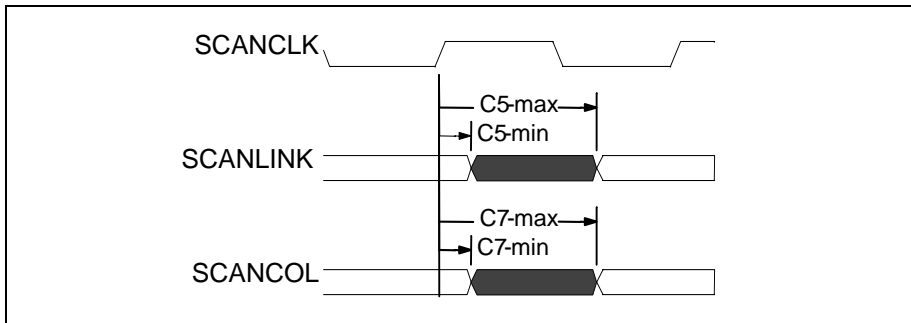 SCANCLK
C5-max
C5-min
SCANLINK
C7-max
C7-min
SCANCOL